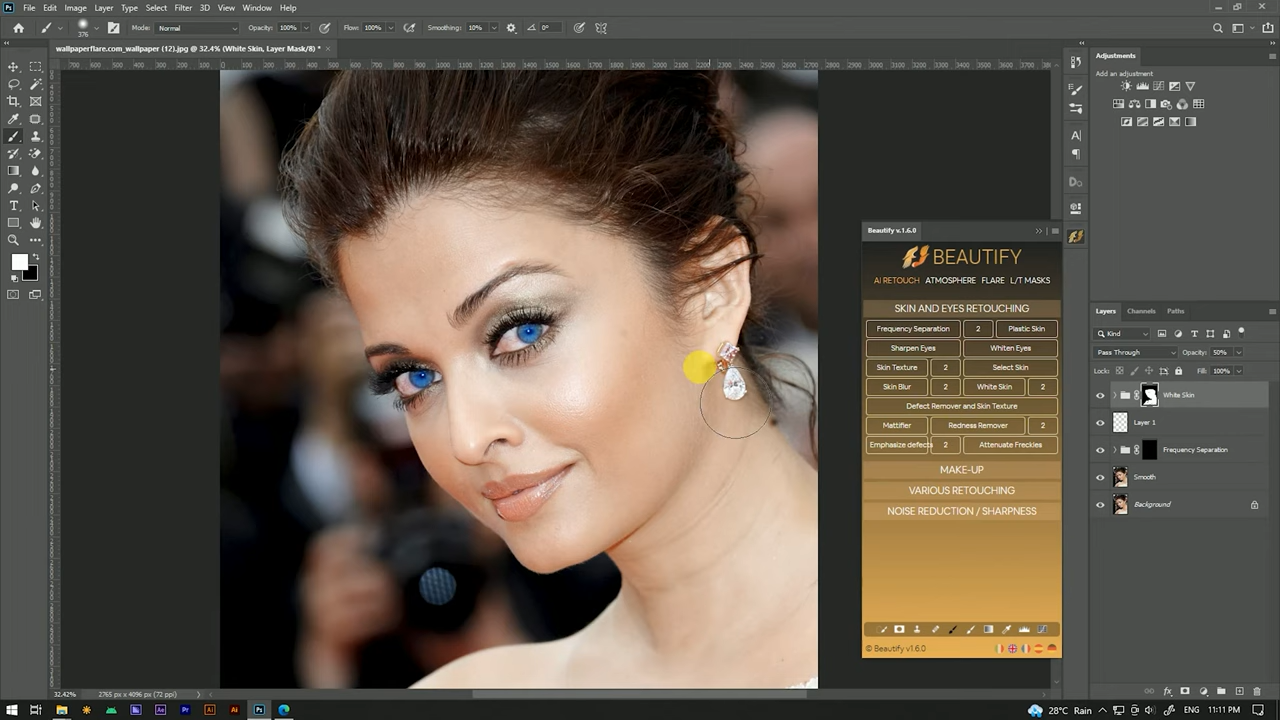 File Edit Image Layer Type Select Filter 3D View Window Help
376 Mode: Normal Opacity: 100% Flow: 100% Smoothing: 10% 0°
wallpaperflare.com_wallpaper (12).jpg @ 32.4% (White Skin, Layer Mask/8) * ×
Adjustments
Add an adjustment
Beautify v.1.6.0
BEAUTIFY
AI RETOUCH ATMOSPHERE FLARE L/T MASKS
SKIN AND EYES RETOUCHING
Frequency Separation 2 Plastic Skin
Sharpen Eyes Whiten Eyes
Skin Texture 2 Select Skin
Skin Blur 2 White Skin 2
Defect Remover and Skin Texture
Mattifier Redness Remover 2
Emphasize defects 2 Attenuate Freckles
MAKE-UP
VARIOUS RETOUCHING
NOISE REDUCTION / SHARPNESS
© Beautify v1.6.0
Layers Channels Paths
Kind
Pass Through Opacity: 50%
Lock: Fill: 100%
White Skin
Layer 1
Frequency Separation
Smooth
Background
32.42% 2765 px x 4096 px (72 ppi)
28°C Rain ENG 11:11 PM